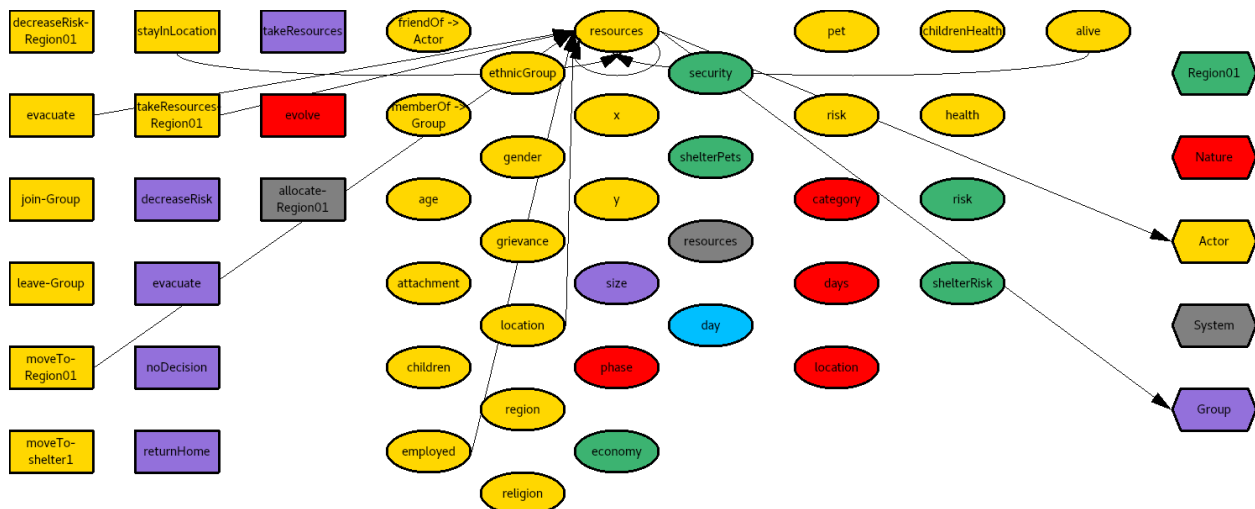 decreaseRisk-
Region01
stayInLocation
takeResources
friendOf ->
Actor
resources
pet
childrenHealth
alive
ethnicGroup
security
Region01
evacuate
takeResources-
Region01
evolve
memberOf ->
Group
x
risk
health
gender
shelterPets
Nature
join-Group
decreaseRisk
allocate-
Region01
age
y
category
risk
grievance
resources
Actor
leave-Group
evacuate
attachment
size
days
shelterRisk
location
day
System
moveTo-
Region01
noDecision
children
phase
location
region
Group
moveTo-
shelter1
returnHome
employed
economy
religion